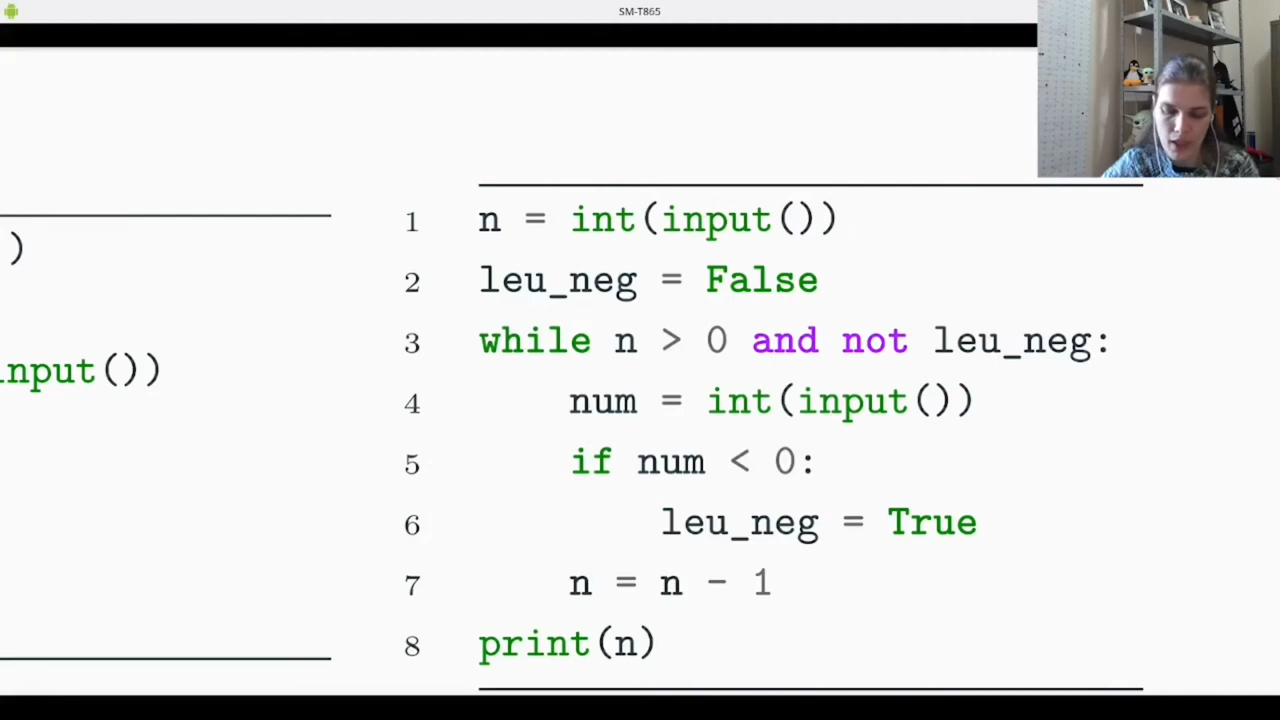 SM-T865
)
nput())
1 n = int(input())
2 leu_neg = False
3 while n > 0 and not leu_neg:
4 num = int(input())
5 if num < 0:
6 leu_neg = True
7 n = n - 1
8 print(n)